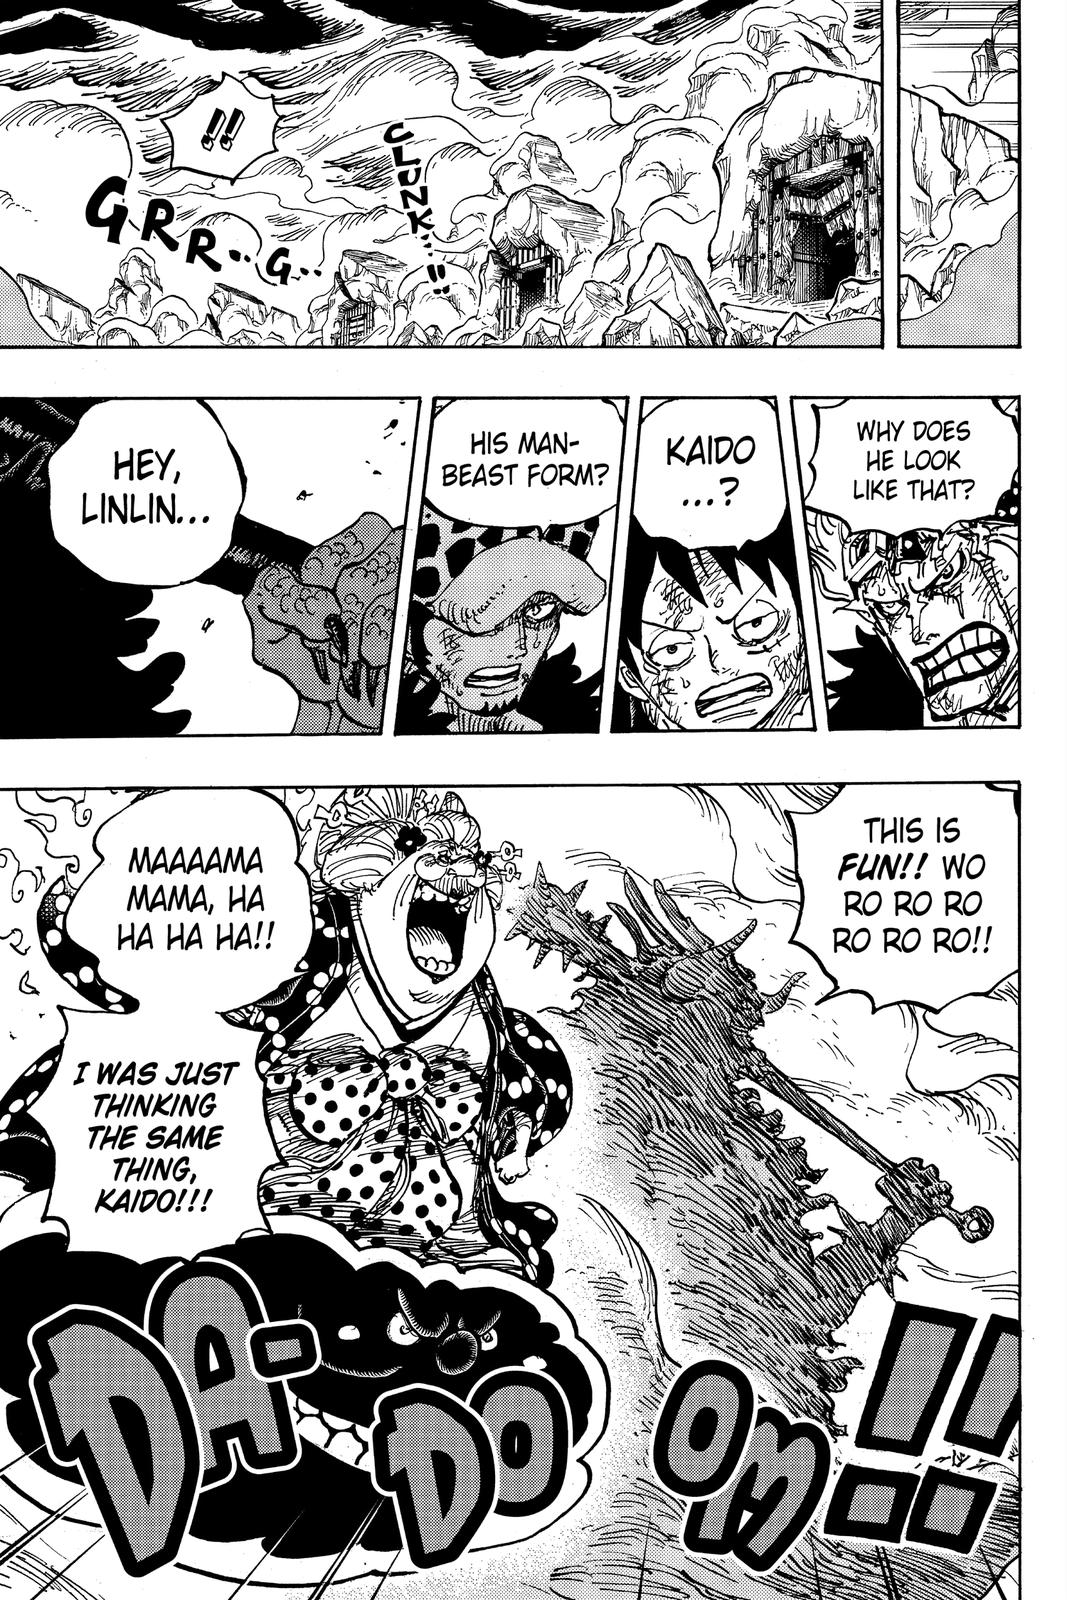 CLUNK...!!
!!
GRR..G..
WHY DOES
HE LOOK
LIKE THAT?
KAIDO
...?
HIS MAN-
BEAST FORM?
HEY,
LINLIN...
THIS IS
FUN!! WO
RO RO RO
RO RO RO!!
MAAAAMA
MAMA, HA
HA HA HA!!
I WAS JUST
THINKING
THE SAME
THING,
KAIDO!!!
DA-DOOM!!